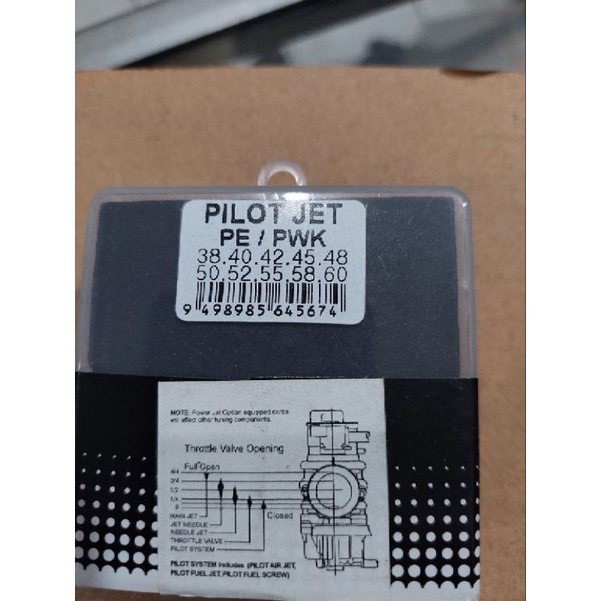 PILOT JET
PE / PWK
38.40.42.45.48
50.52.55.58.60
9 498985 645674
NOTE: Power Jet Option equipped carbs
will affect other tuning components.
Throttle Valve Opening
Full Open
4/4
3/4
1/2
1/4
0
Closed
MAIN JET
JET NEEDLE
NEEDLE JET
THROTTLE VALVE
PILOT SYSTEM
PILOT SYSTEM includes (PILOT AIR JET,
PILOT FUEL JET, PILOT FUEL SCREW)